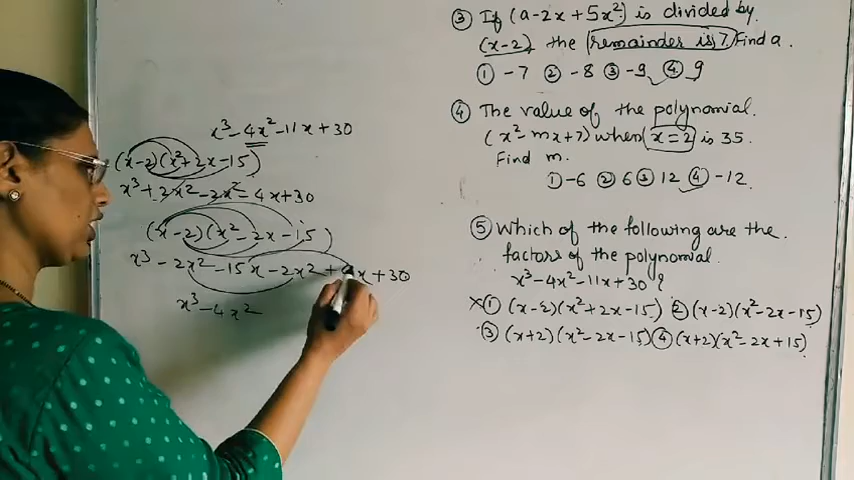 x³-4x²-11x+30
(x-2)(x²+2x-15)
x³+2x²-2x²-4x+30
(x-2)(x²-2x-15)
x³-2x²-15x-2x²+4x+30
x³-4x²
③ If (a-2x+5x²) is divided by
(x-2) the remainder is 7. Find a.
① -7 ② -8 ③ -9 ④ 9
④ The value of the polynomial
(x²-mx+7) when x=2 is 35.
Find m.
① -6 ② 6 ③ 12 ④ -12
⑤ Which of the following are the
factors of the polynomial
x³-4x²-11x+30?
×① (x-2)(x²+2x-15) ② (x-2)(x²-2x-15)
③ (x+2)(x²-2x-15) ④ (x+2)(x²-2x+15)